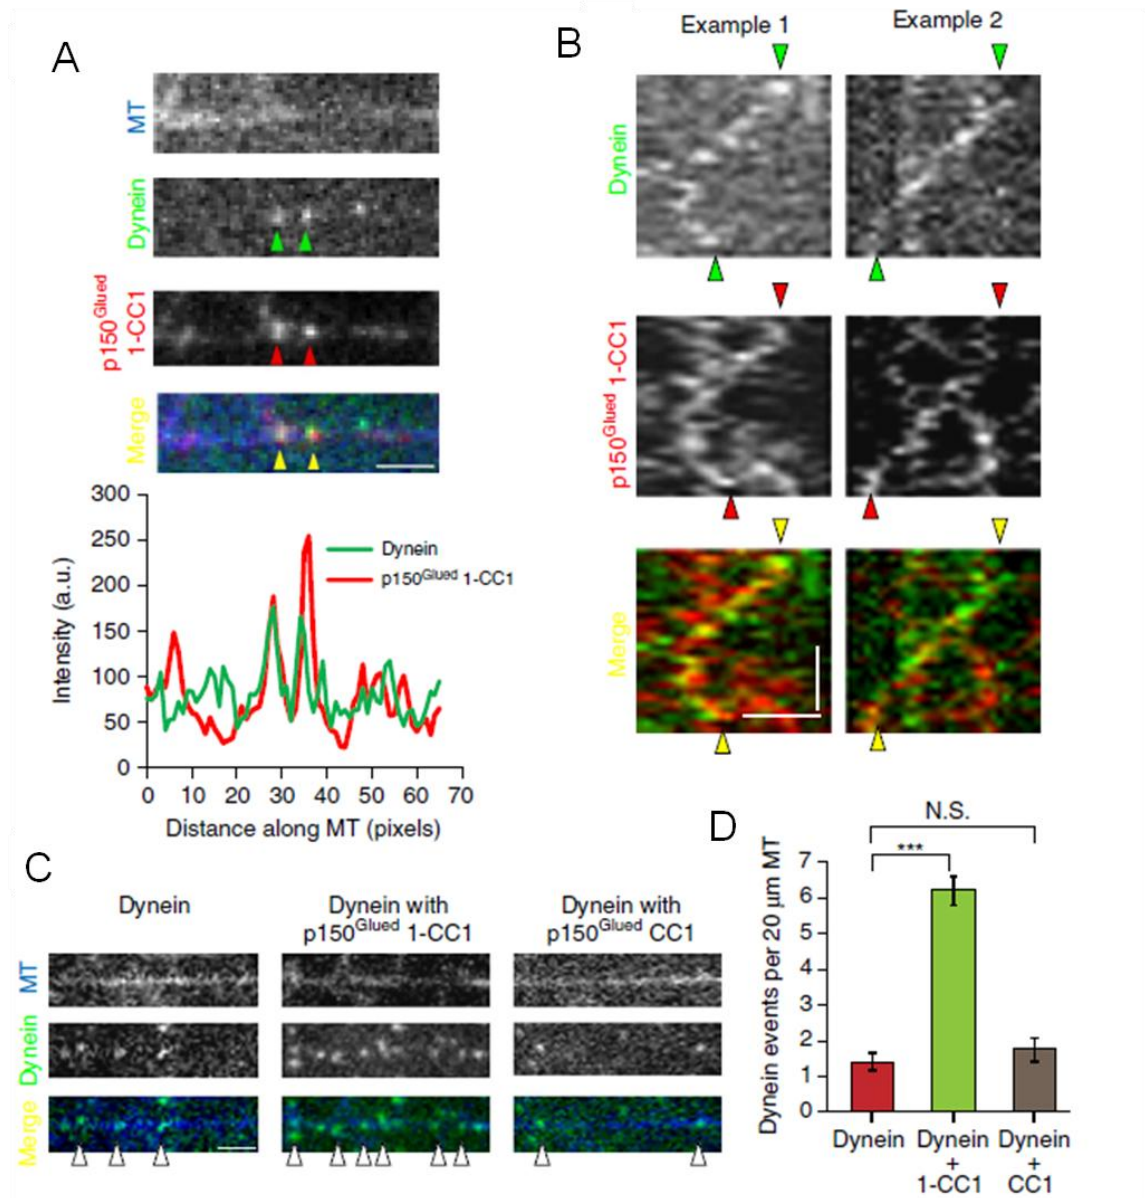 A
MT
Dynein
p150Glued
1-CC1
Merge
300
250
200
150
100
50
0
Intensity (a.u.)
Dynein
p150Glued 1-CC1
0 10 20 30 40 50 60 70
Distance along MT (pixels)
B
Example 1 Example 2
Dynein
p150Glued 1-CC1
Merge
C
Dynein
Dynein with
p150Glued 1-CC1
Dynein with
p150Glued CC1
MT
Dynein
Merge
D
N.S.
***
7
6
5
4
3
2
1
0
Dynein events per 20 μm MT
Dynein
Dynein
+
1-CC1
Dynein
+
CC1